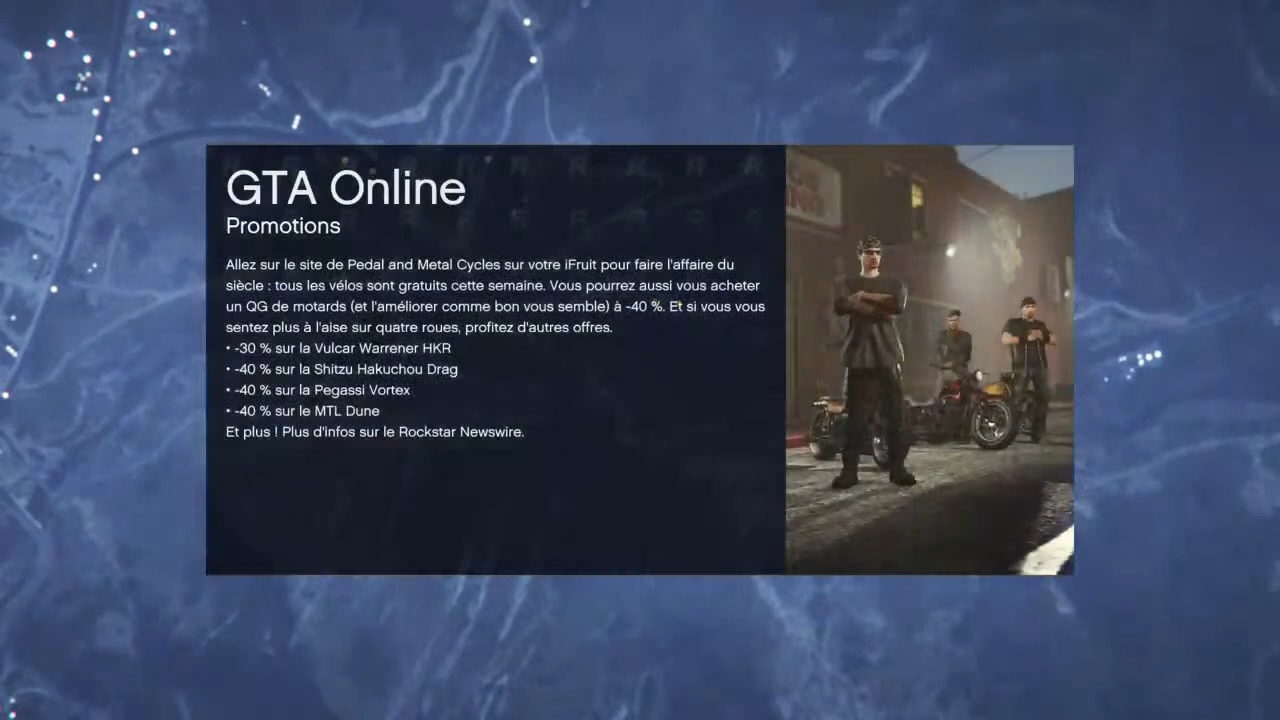 GTA Online
Promotions
Allez sur le site de Pedal and Metal Cycles sur votre iFruit pour faire l'affaire du
siècle : tous les vélos sont gratuits cette semaine. Vous pourrez aussi vous acheter
un QG de motards (et l'améliorer comme bon vous semble) à -40 %. Et si vous vous
sentez plus à l'aise sur quatre roues, profitez d'autres offres.
• -30 % sur la Vulcar Warrener HKR
• -40 % sur la Shitzu Hakuchou Drag
• -40 % sur la Pegassi Vortex
• -40 % sur le MTL Dune
Et plus ! Plus d'infos sur le Rockstar Newswire.